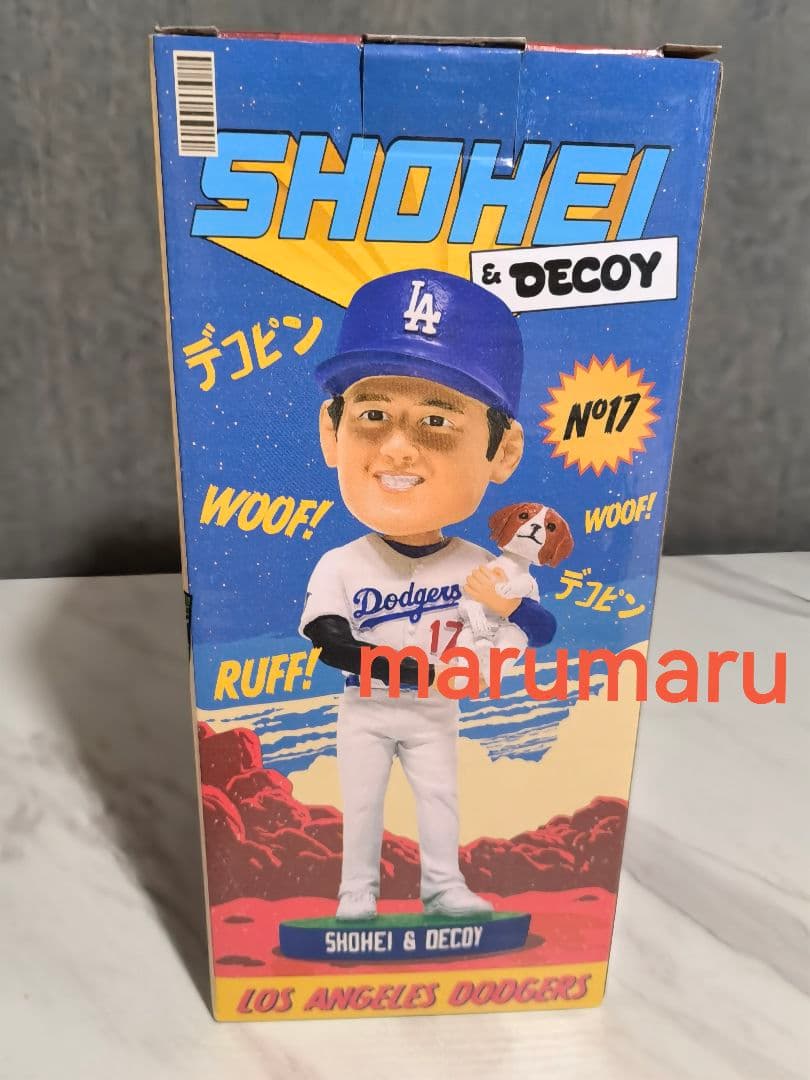 SHOHEI
& DECOY
LA
デコピン
Nº17
WOOF!
WOOF!
デコピン
Dodgers
17
RUFF!
marumaru
SHOHEI & DECOY
LOS ANGELES DODGERS